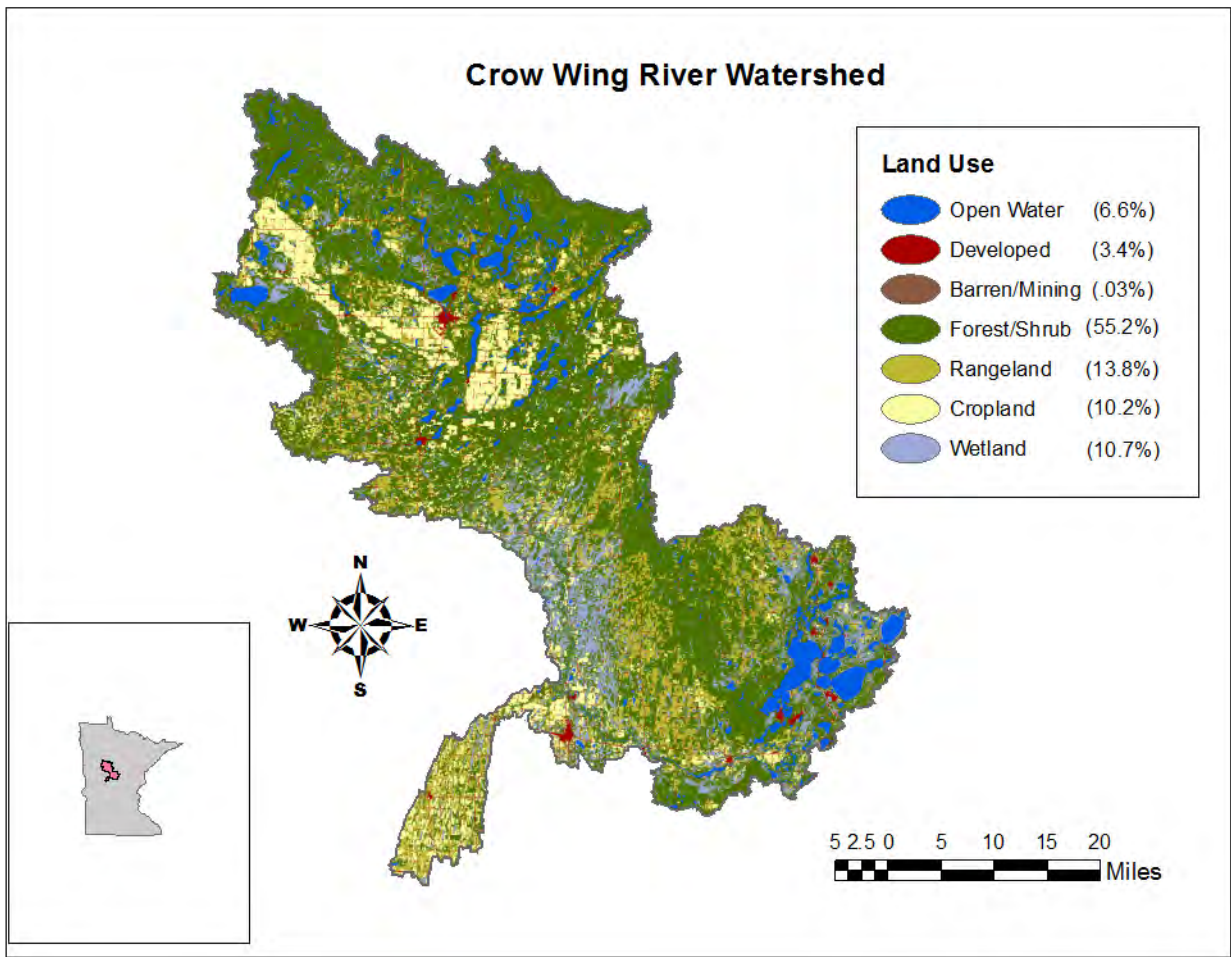 Crow Wing River Watershed
Land Use
Open Water (6.6%)
Developed (3.4%)
Barren/Mining (.03%)
Forest/Shrub (55.2%)
Rangeland (13.8%)
Cropland (10.2%)
Wetland (10.7%)
N
W E
S
5 2.5 0 5 10 15 20
Miles